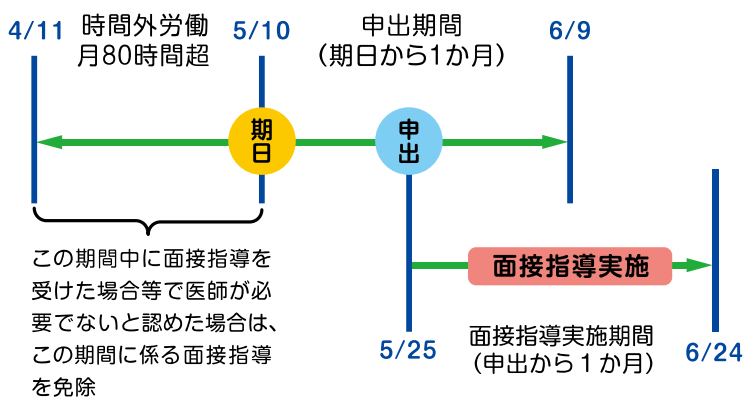 4/11
時間外労働
月80時間超
5/10
申出期間
（期日から1か月）
6/9
期日
申出
この期間中に面接指導を
受けた場合等で医師が必
要でないと認めた場合は、
この期間に係る面接指導
を免除
面接指導実施
5/25
面接指導実施期間
（申出から１か月）
6/24